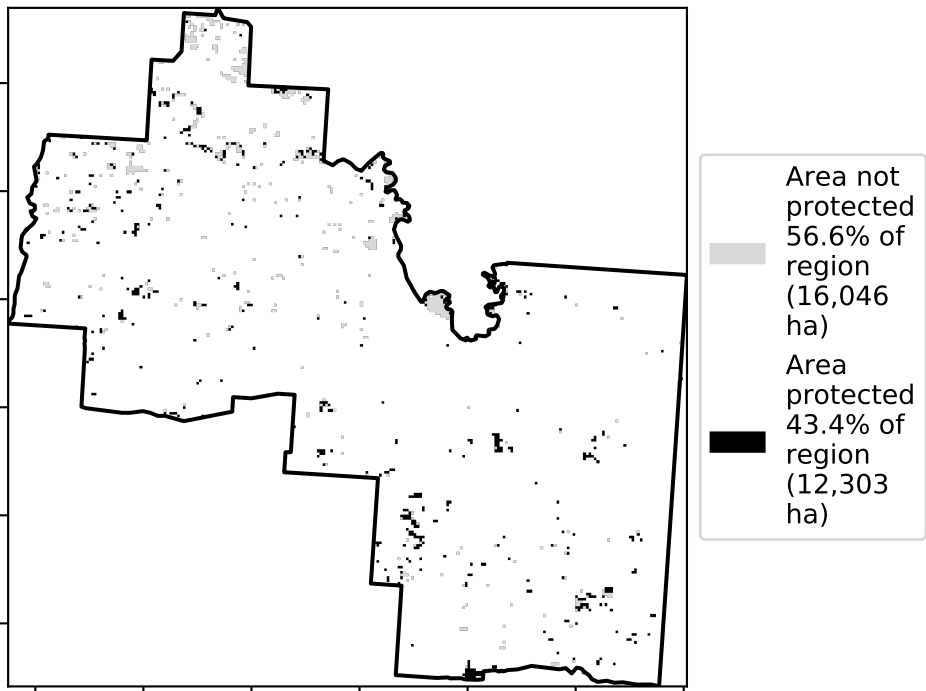 Area not
protected
56.6% of
region
(16,046
ha)
Area
protected
43.4% of
region
(12,303
ha)